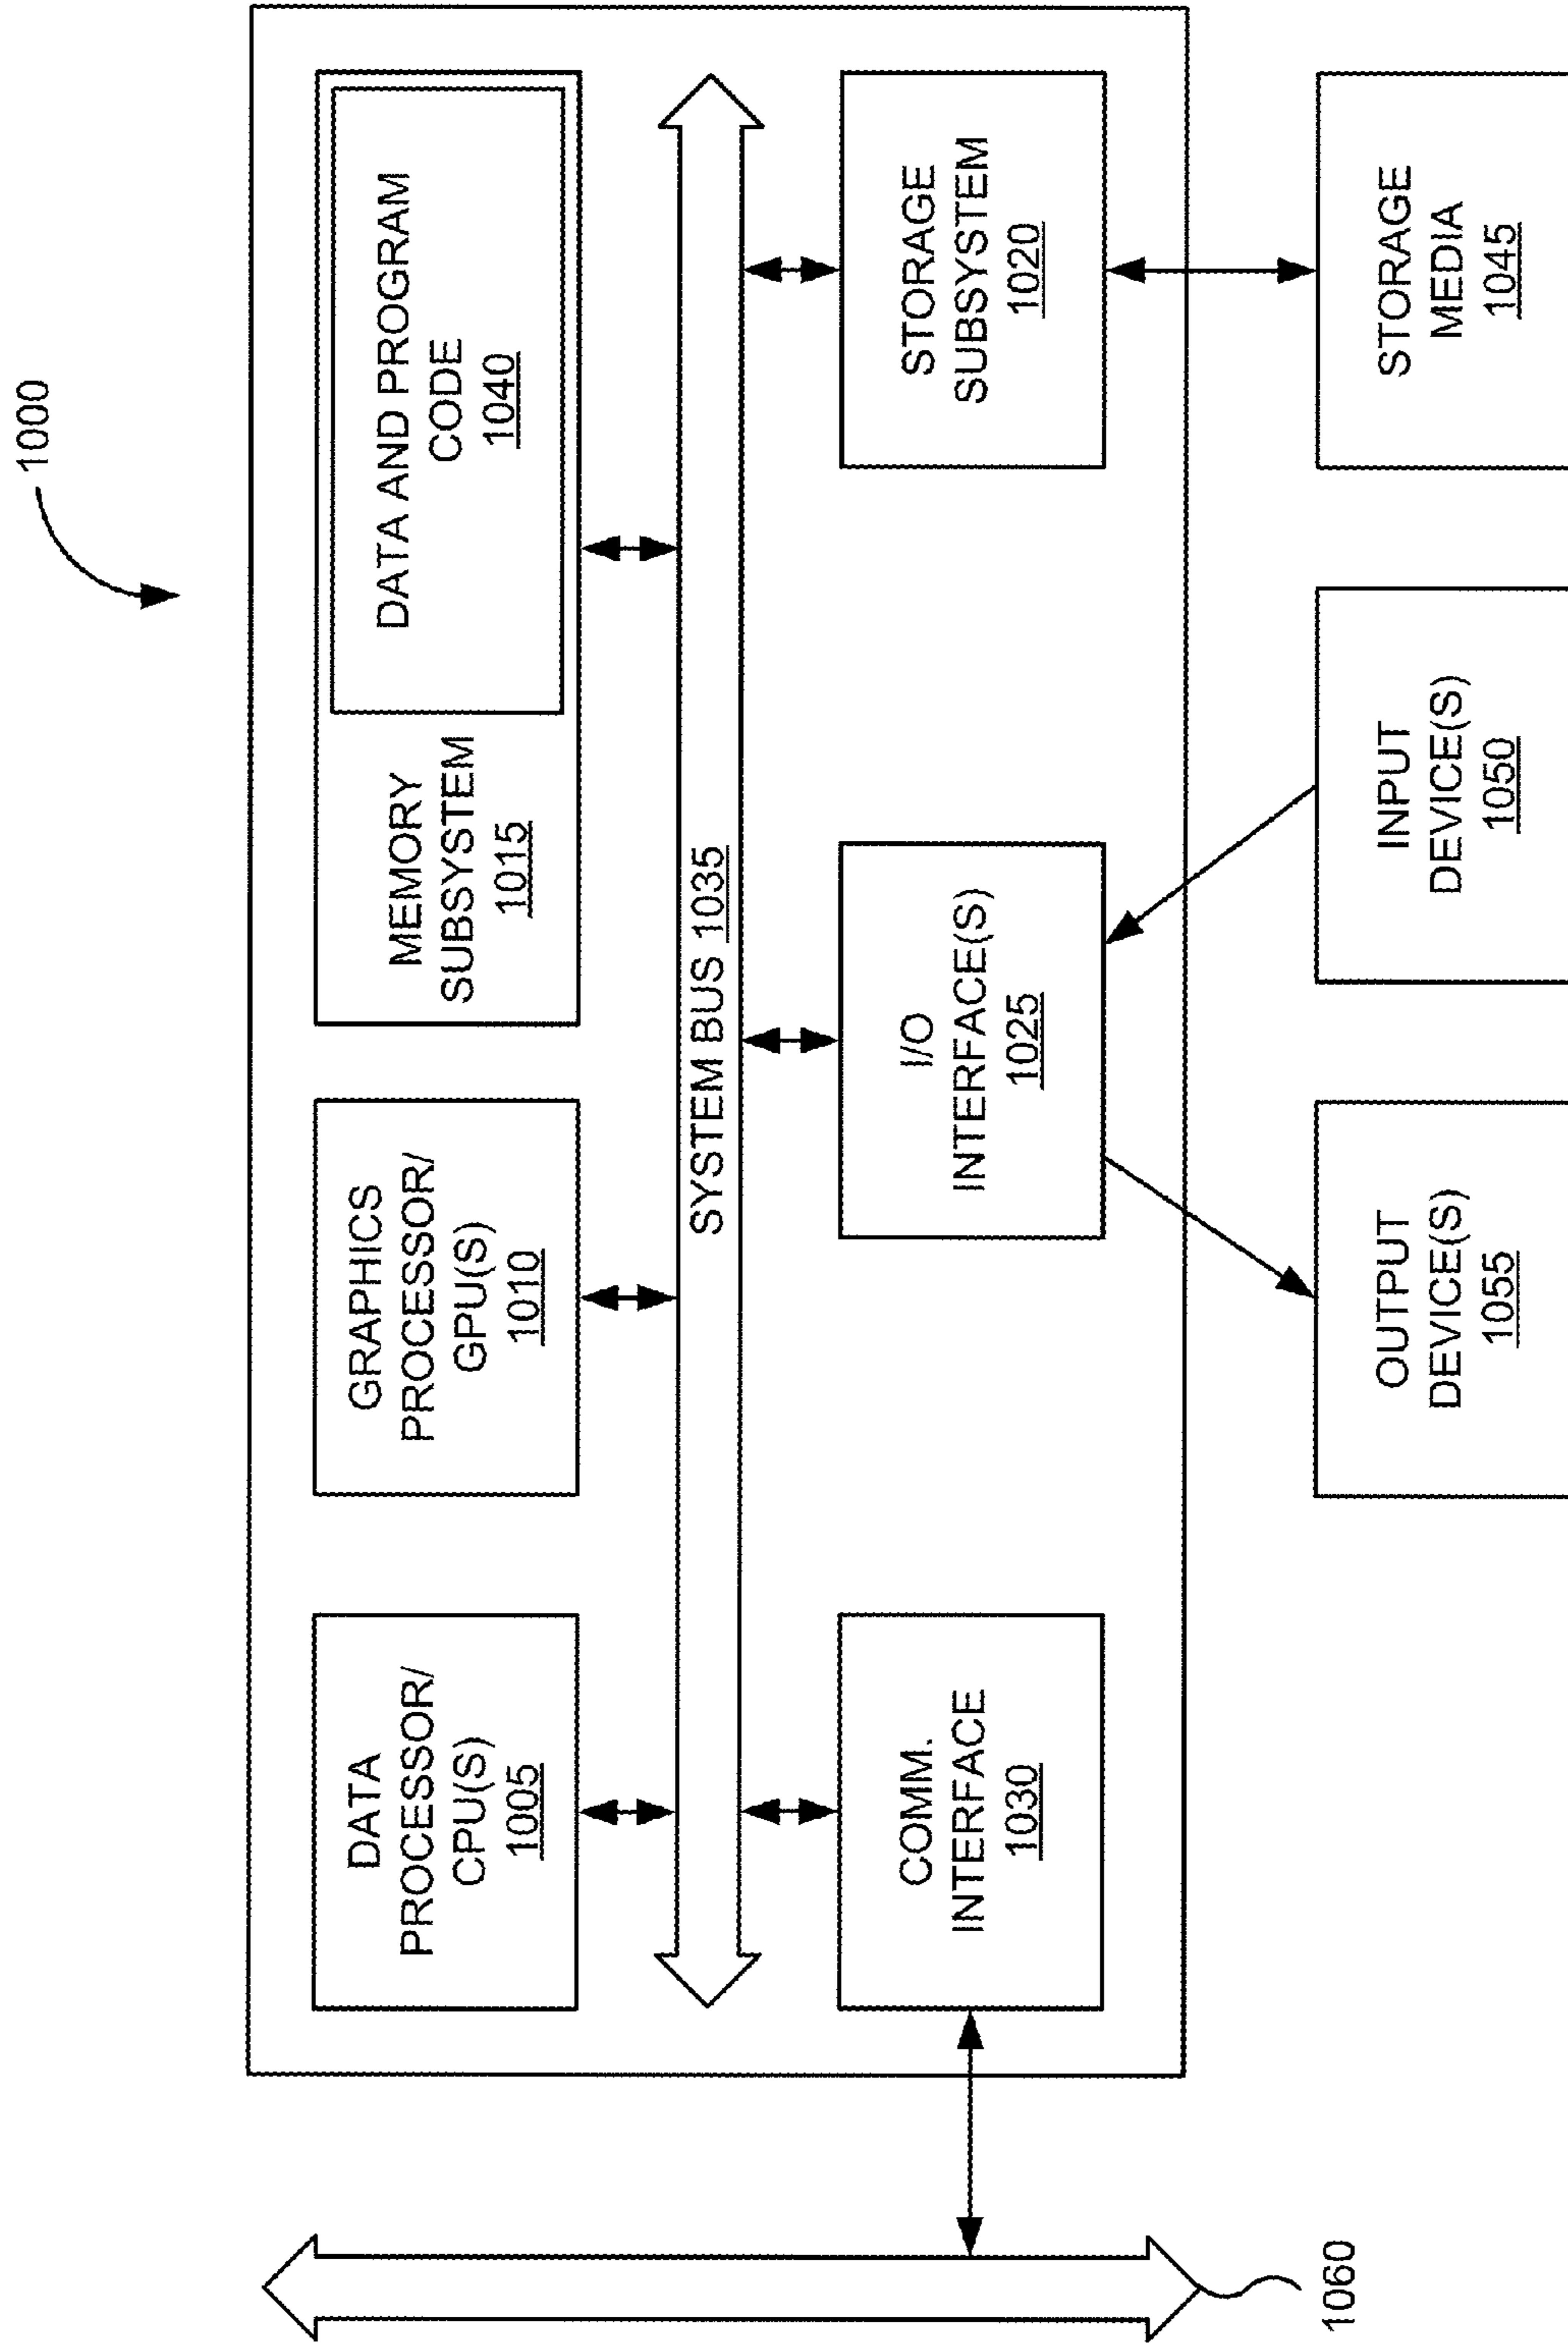 1000
DATA
PROCESSOR/
CPU(S)
1005
GRAPHICS
PROCESSOR/
GPU(S)
1010
MEMORY
SUBSYSTEM
1015
DATA AND PROGRAM
CODE
1040
SYSTEM BUS 1035
COMM.
INTERFACE
1030
I/O
INTERFACE(S)
1025
STORAGE
SUBSYSTEM
1020
1060
OUTPUT
DEVICE(S)
1055
INPUT
DEVICE(S)
1050
STORAGE
MEDIA
1045